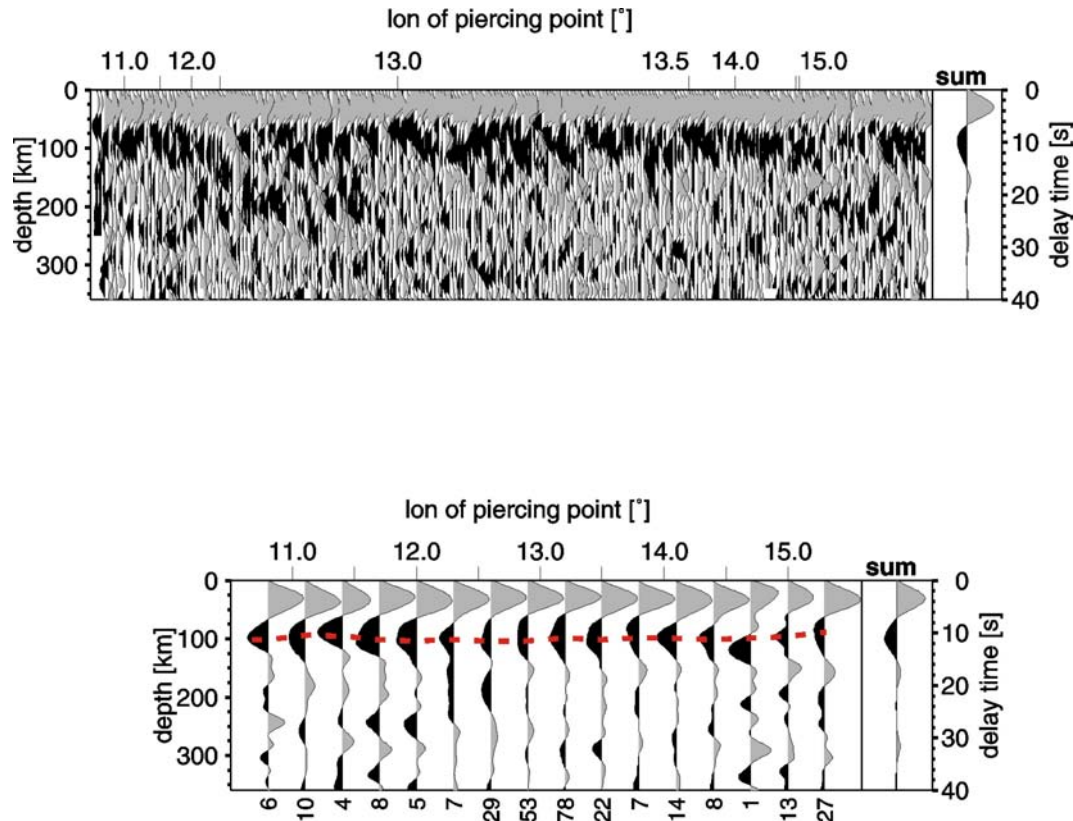 lon of piercing point [°]
11.0 12.0 13.0 13.5 14.0 15.0
sum
0 0
100 10
200 20
300 30
40
depth [km]
delay time [s]
lon of piercing point [°]
11.0 12.0 13.0 14.0 15.0
sum
0 0
100 10
200 20
300 30
40
depth [km]
delay time [s]
6 10 4 8 5 7 29 53 78 22 7 14 8 1 13 27